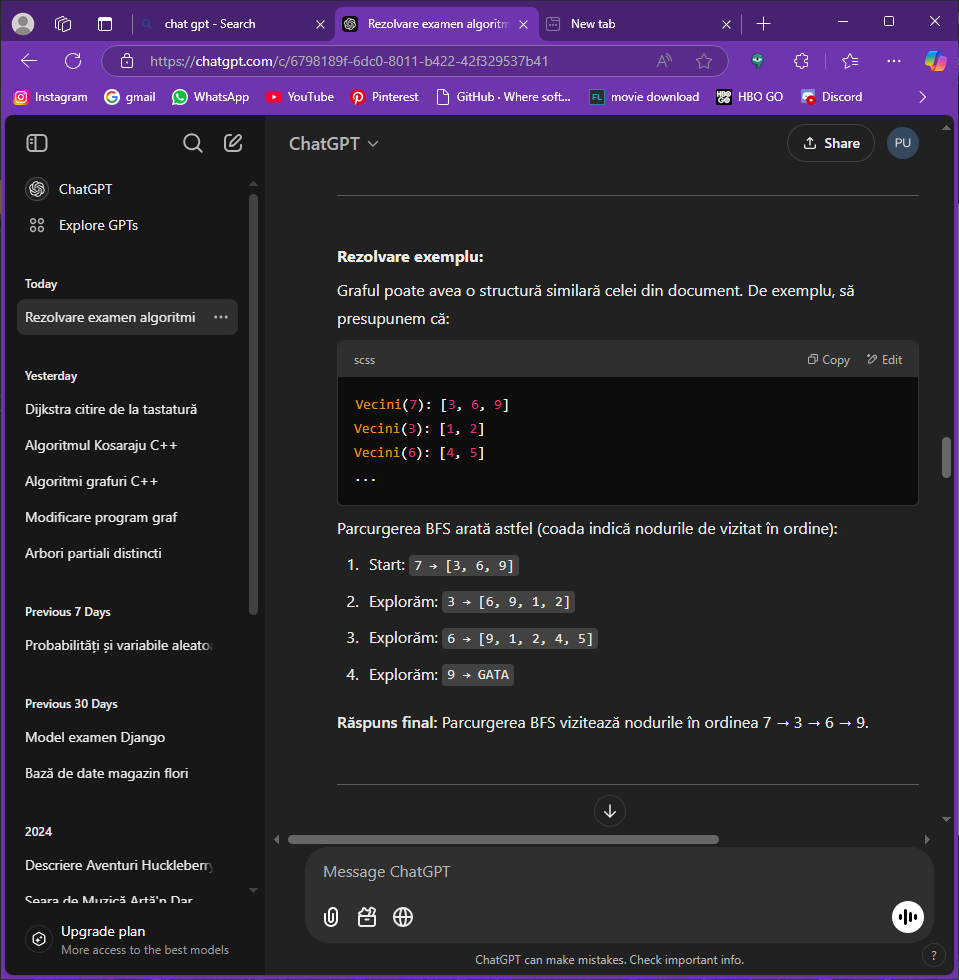 chat gpt - Search
Rezolvare examen algoritm
New tab
https://chatgpt.com/c/6798189f-6dc0-8011-b422-42f329537b41
Instagram
gmail
WhatsApp
YouTube
Pinterest
GitHub · Where soft...
FL
movie download
HBO GO
HBO GO
Discord
ChatGPT
Share
PU
ChatGPT
Explore GPTs
Today
Rezolvare examen algoritmi
Yesterday
Dijkstra citire de la tastatură
Algoritmul Kosaraju C++
Algoritmi grafuri C++
Modificare program graf
Arbori partiali distincti
Previous 7 Days
Probabilități și variabile aleatoa
Previous 30 Days
Model examen Django
Bază de date magazin flori
2024
Descriere Aventuri Huckleberry
Seara de Muzică Artă'n Dar
Upgrade plan
More access to the best models
Rezolvare exemplu:
Graful poate avea o structură similară celei din document. De exemplu, să
presupunem că:
scss
Copy
Edit
Vecini(7): [3, 6, 9]
Vecini(3): [1, 2]
Vecini(6): [4, 5]
...
Parcurgerea BFS arată astfel (coada indică nodurile de vizitat în ordine):
1. Start: 7 → [3, 6, 9]
2. Explorăm: 3 → [6, 9, 1, 2]
3. Explorăm: 6 → [9, 1, 2, 4, 5]
4. Explorăm: 9 → GATA
Răspuns final: Parcurgerea BFS vizitează nodurile în ordinea 7 → 3 → 6 → 9.
Message ChatGPT
ChatGPT can make mistakes. Check important info.
?